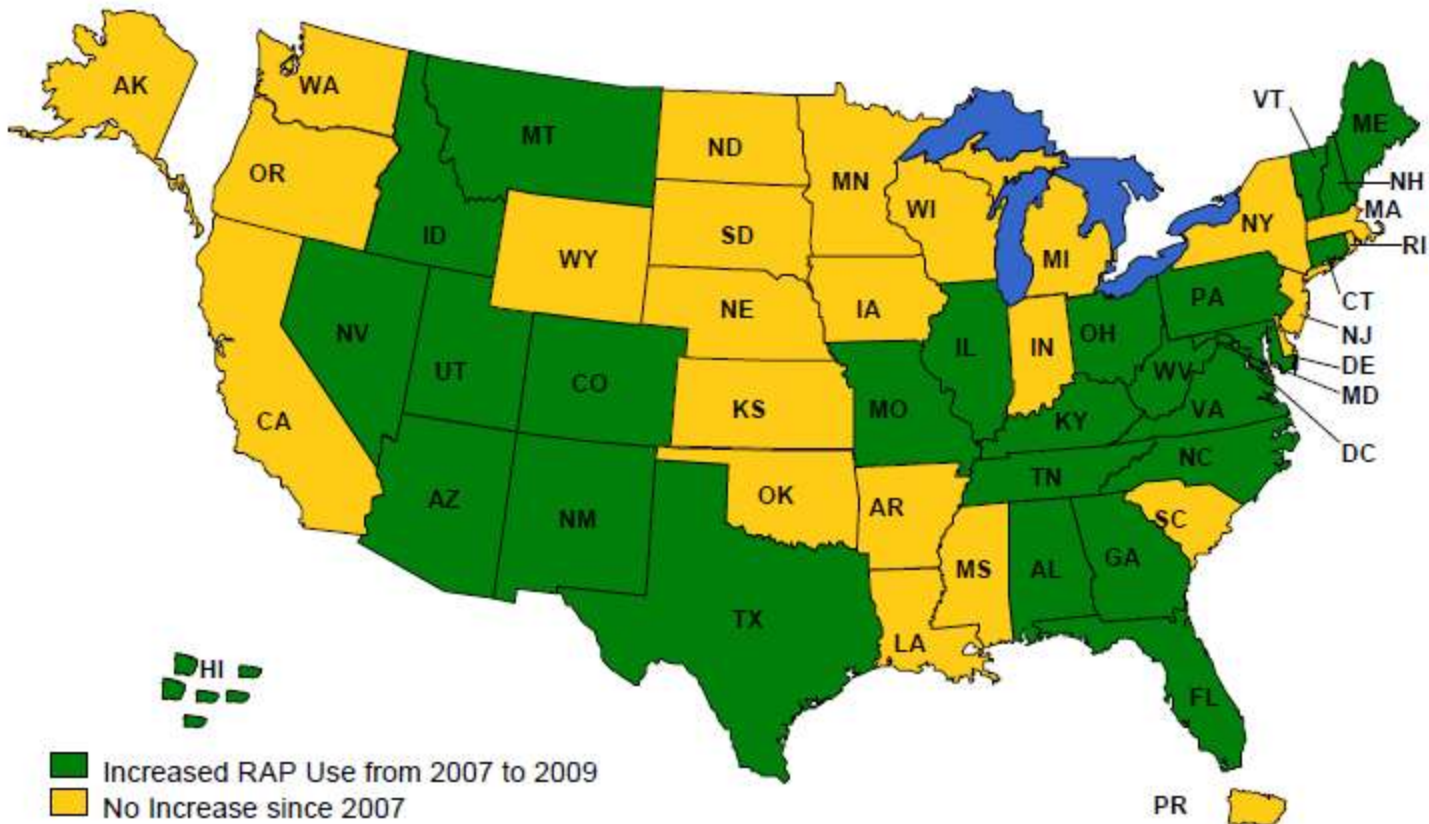 AK
WA
MT
ND
MN
VT
ME
OR
ID
SD
WI
NH
MA
NY
RI
WY
MI
NE
IA
PA
CT
NV
IL
IN
OH
NJ
UT
CO
DE
WV
MD
KS
MO
VA
CA
KY
DC
NC
TN
AZ
OK
AR
NM
SC
MS
AL
GA
TX
LA
HI
FL
Increased RAP Use from 2007 to 2009
No Increase since 2007
PR